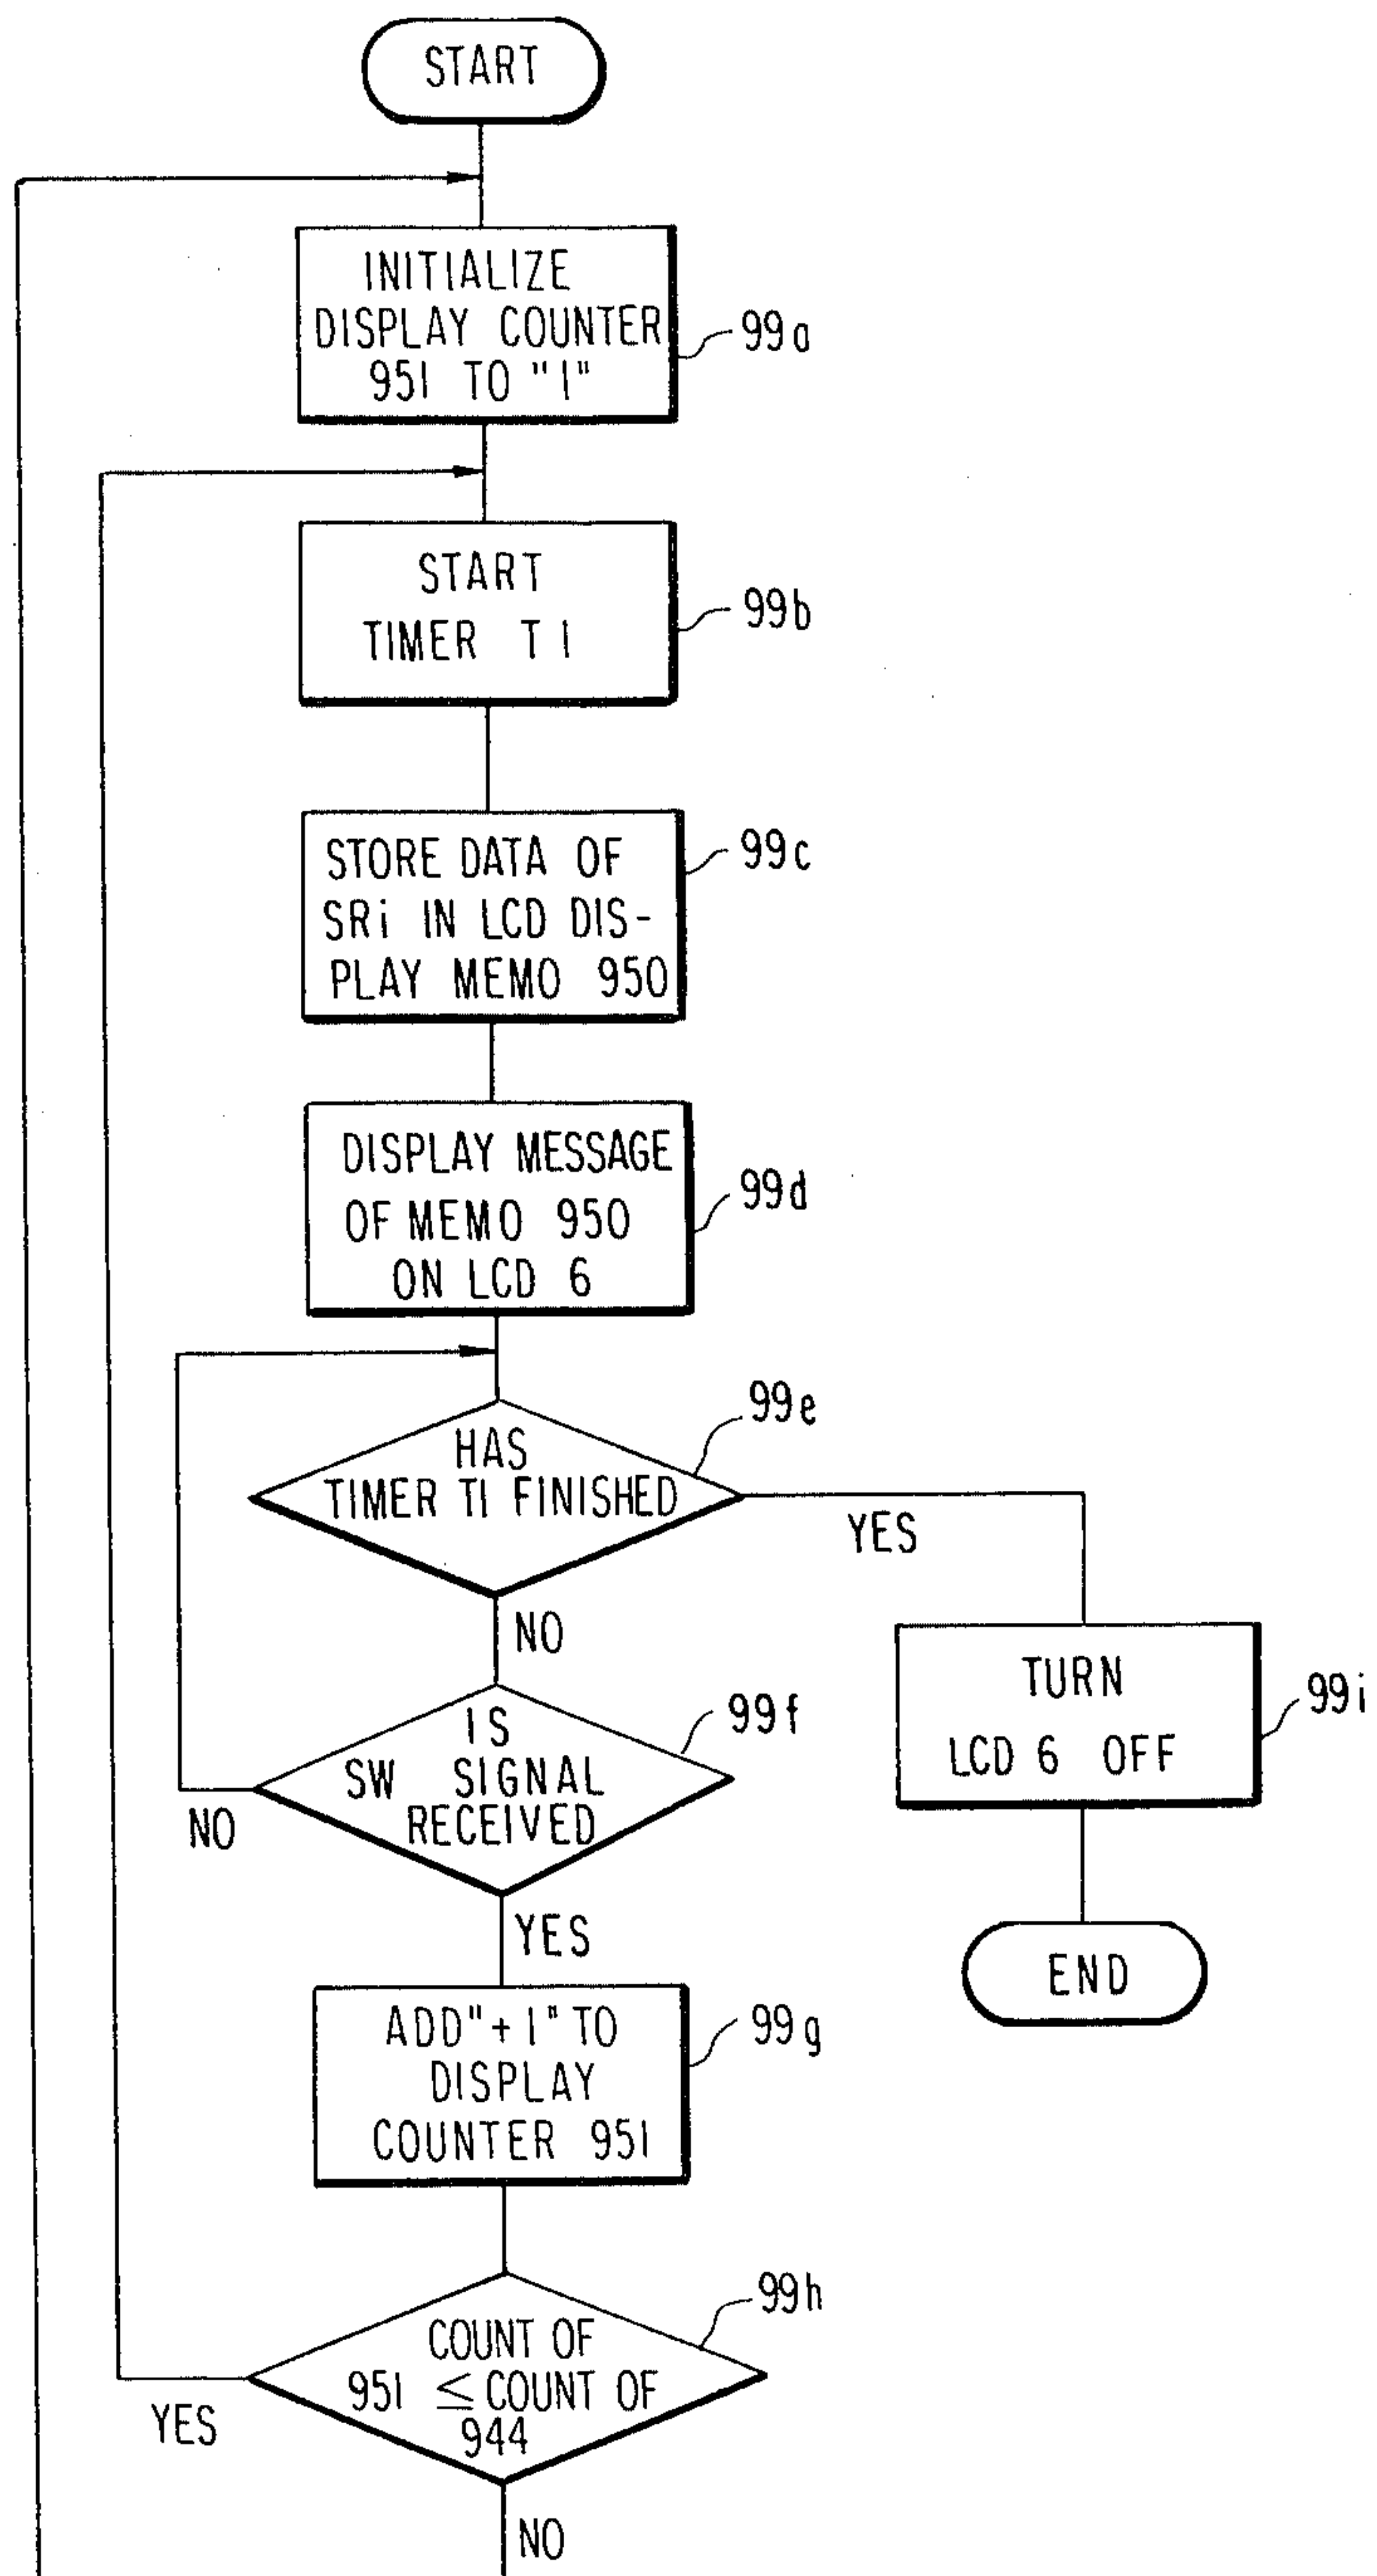 START
INITIALIZE
DISPLAY COUNTER
951 TO "1"
99a
START
TIMER T1
99b
STORE DATA OF
SRi IN LCD DIS-
PLAY MEMO 950
99c
DISPLAY MESSAGE
OF MEMO 950
ON LCD 6
99d
HAS
TIMER T1 FINISHED
99e
YES
NO
TURN
LCD 6 OFF
99i
IS
SW SIGNAL
RECEIVED
99f
NO
YES
END
ADD "+1" TO
DISPLAY
COUNTER 951
99g
COUNT OF
951 ≤ COUNT OF
944
99h
YES
NO